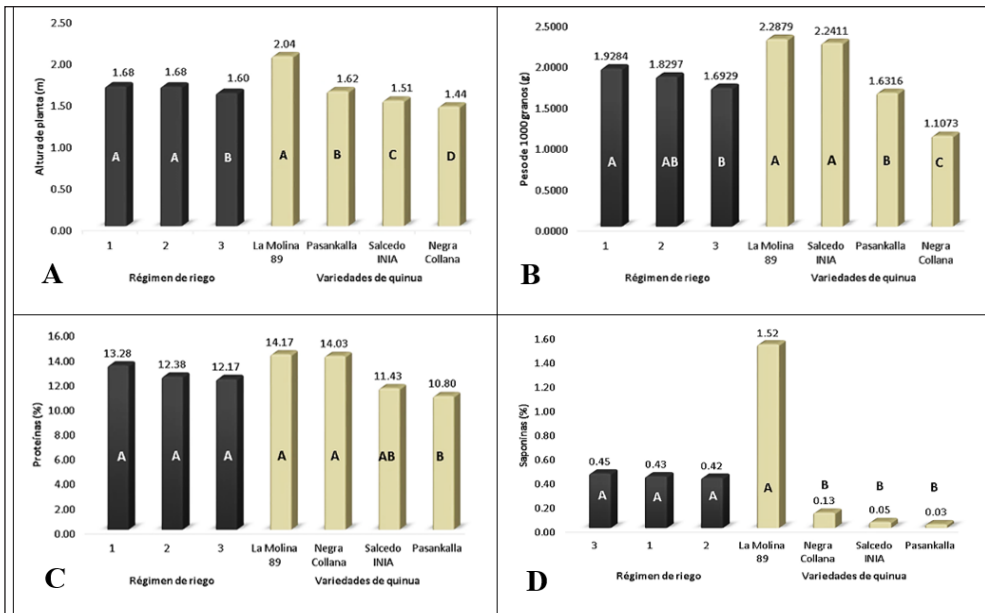 Altura de planta (m)
2.50
2.00
1.50
1.00
0.50
0.00
1.68
1.68
1.60
2.04
1.62
1.51
1.44
A
A
B
A
B
C
D
1
2
3
La Molina
89
Pasankalla
Salcedo
INIA
Negra
Collana
Régimen de riego
Variedades de quinua
A
Peso de 1000 granos (g)
2.5000
2.0000
1.5000
1.0000
0.5000
0.0000
1.9284
1.8297
1.6929
2.2879
2.2411
1.6316
1.1073
A
AB
B
A
A
B
C
1
2
3
La Molina
89
Salcedo
INIA
Pasankalla
Negra
Collana
Régimen de riego
Variedades de quinua
B
Proteínas (%)
16.00
14.00
12.00
10.00
8.00
6.00
4.00
2.00
0.00
13.28
12.38
12.17
14.17
14.03
11.43
10.80
A
A
A
A
A
AB
B
1
2
3
La Molina
89
Negra
Collana
Salcedo
INIA
Pasankalla
Régimen de riego
Variedades de quinua
C
Saponinas (%)
1.60
1.40
1.20
1.00
0.80
0.60
0.40
0.20
0.00
0.45
0.43
0.42
1.52
0.13
0.05
0.03
A
A
A
A
B
B
B
3
1
2
La Molina
89
Negra
Collana
Salcedo
INIA
Pasankalla
Régimen de riego
Variedades de quinua
D